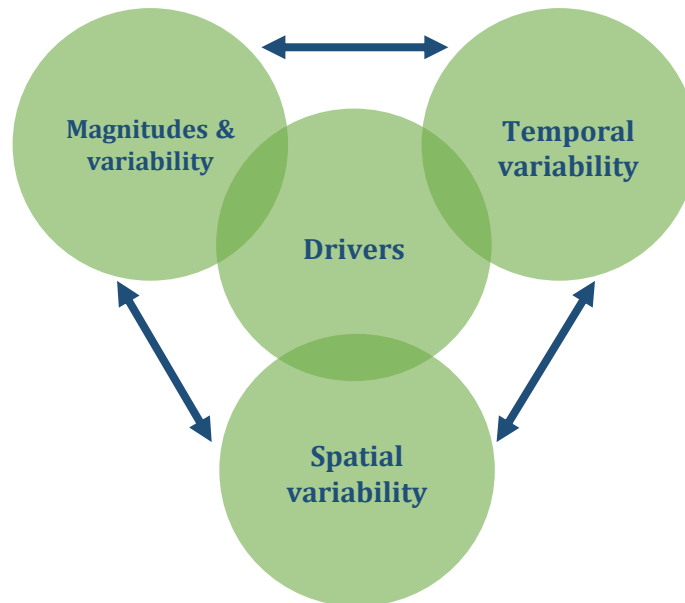 Magnitudes &
variability
Temporal
variability
Drivers
Spatial
variability